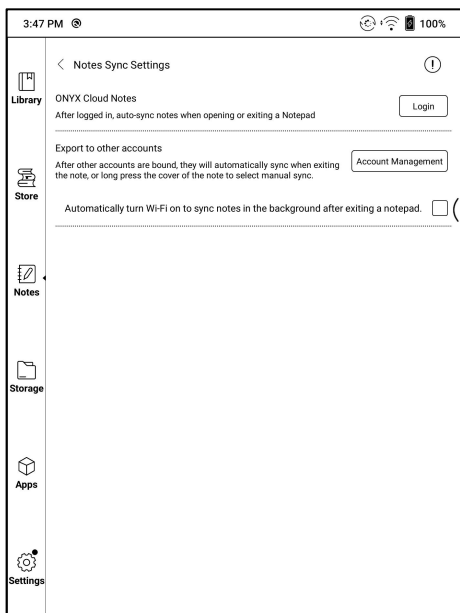 3:47 PM
100%
Notes Sync Settings
Library
ONYX Cloud Notes
After logged in, auto-sync notes when opening or exiting a Notepad
Login
Export to other accounts
After other accounts are bound, they will automatically sync when exiting
the note, or long press the cover of the note to select manual sync.
Account Management
Store
Automatically turn Wi-Fi on to sync notes in the background after exiting a notepad.
Notes
Storage
Apps
Settings